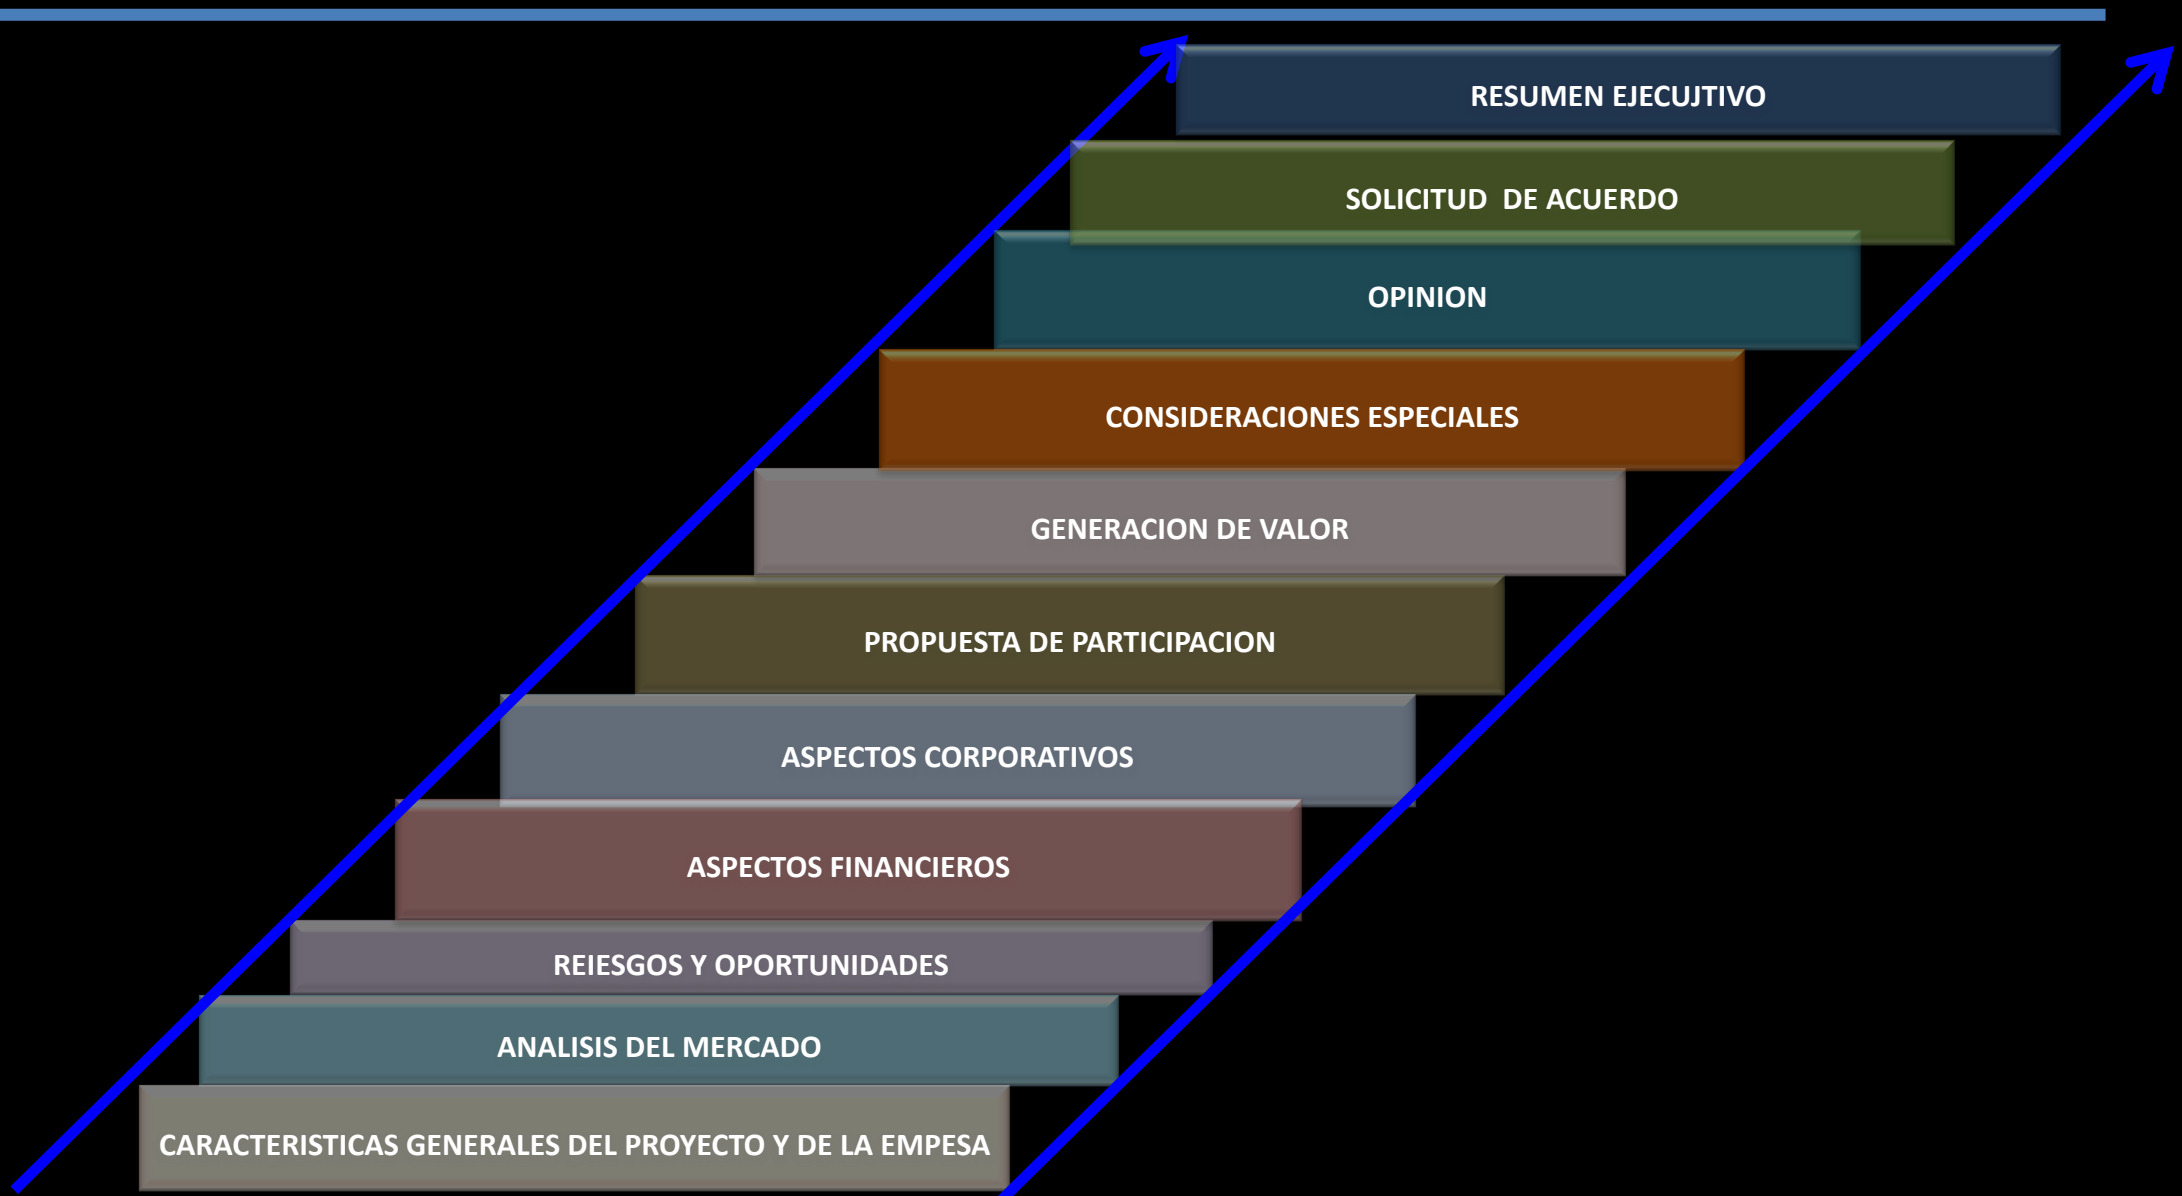 RESUMEN EJECUJTIVO
SOLICITUD DE ACUERDO
OPINION
CONSIDERACIONES ESPECIALES
GENERACION DE VALOR
PROPUESTA DE PARTICIPACION
ASPECTOS CORPORATIVOS
ASPECTOS FINANCIEROS
REIESGOS Y OPORTUNIDADES
ANALISIS DEL MERCADO
CARACTERISTICAS GENERALES DEL PROYECTO Y DE LA EMPESA